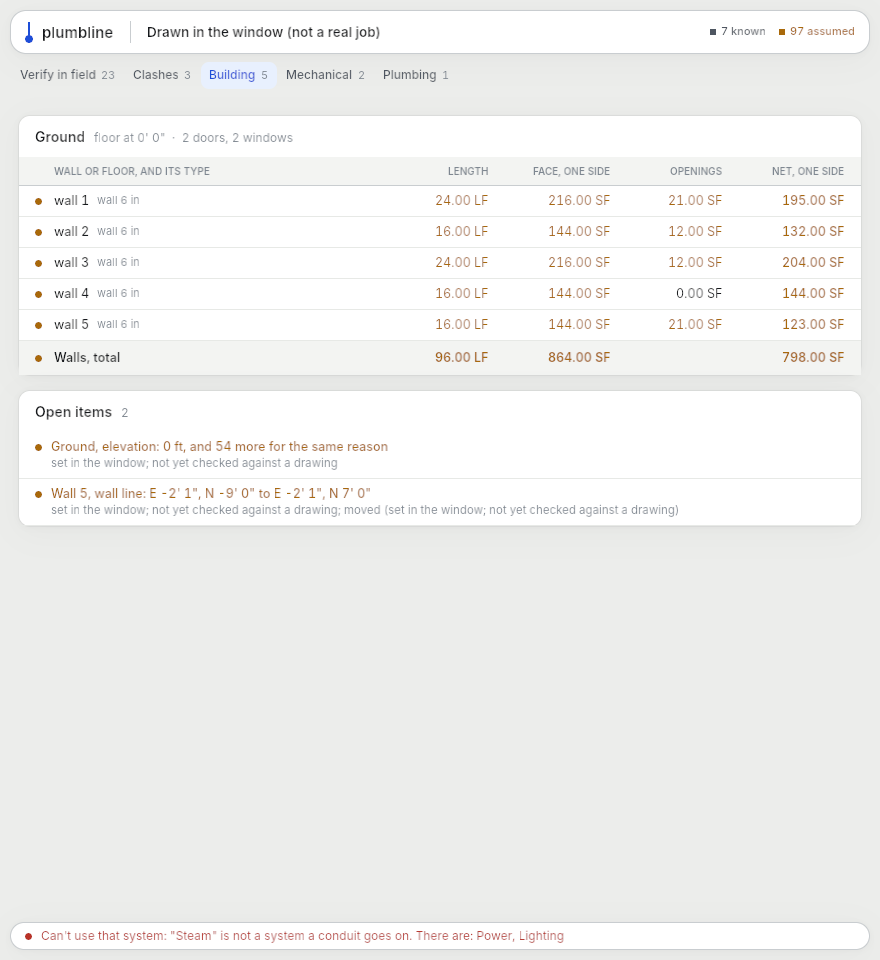 plumbline
Drawn in the window (not a real job)
7 known 97 assumed
Verify in field 23 Clashes 3 Building 5 Mechanical 2 Plumbing 1
Ground floor at 0' 0" · 2 doors, 2 windows
WALL OR FLOOR, AND ITS TYPE LENGTH FACE, ONE SIDE OPENINGS NET, ONE SIDE
wall 1 wall 6 in 24.00 LF 216.00 SF 21.00 SF 195.00 SF
wall 2 wall 6 in 16.00 LF 144.00 SF 12.00 SF 132.00 SF
wall 3 wall 6 in 24.00 LF 216.00 SF 12.00 SF 204.00 SF
wall 4 wall 6 in 16.00 LF 144.00 SF 0.00 SF 144.00 SF
wall 5 wall 6 in 16.00 LF 144.00 SF 21.00 SF 123.00 SF
Walls, total 96.00 LF 864.00 SF 798.00 SF
Open items 2
Ground, elevation: 0 ft, and 54 more for the same reason
set in the window; not yet checked against a drawing
Wall 5, wall line: E -2' 1", N -9' 0" to E -2' 1", N 7' 0"
set in the window; not yet checked against a drawing; moved (set in the window; not yet checked against a drawing)
Can't use that system: "Steam" is not a system a conduit goes on. There are: Power, Lighting